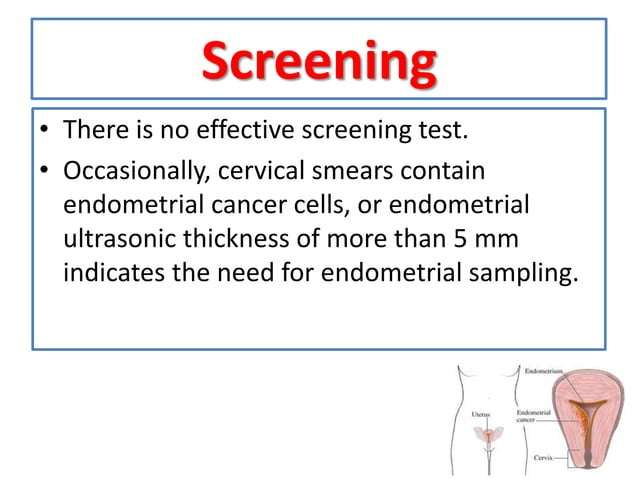 Screening
• There is no effective screening test.
• Occasionally, cervical smears contain
endometrial cancer cells, or endometrial
ultrasonic thickness of more than 5 mm
indicates the need for endometrial sampling.
Endometrium
Uterus
Endometrial
cancer
Cervix